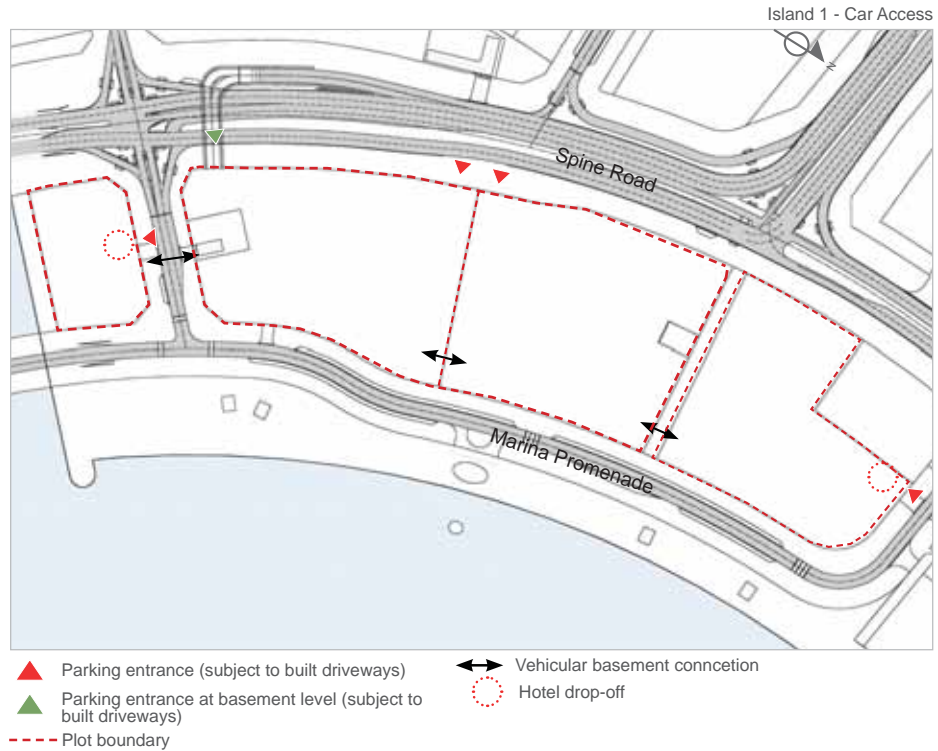 Island 1 - Car Access
N
Spine Road
Marina Promenade
Parking entrance (subject to built driveways)
Parking entrance at basement level (subject to
built driveways)
Plot boundary
Vehicular basement conncetion
Hotel drop-off